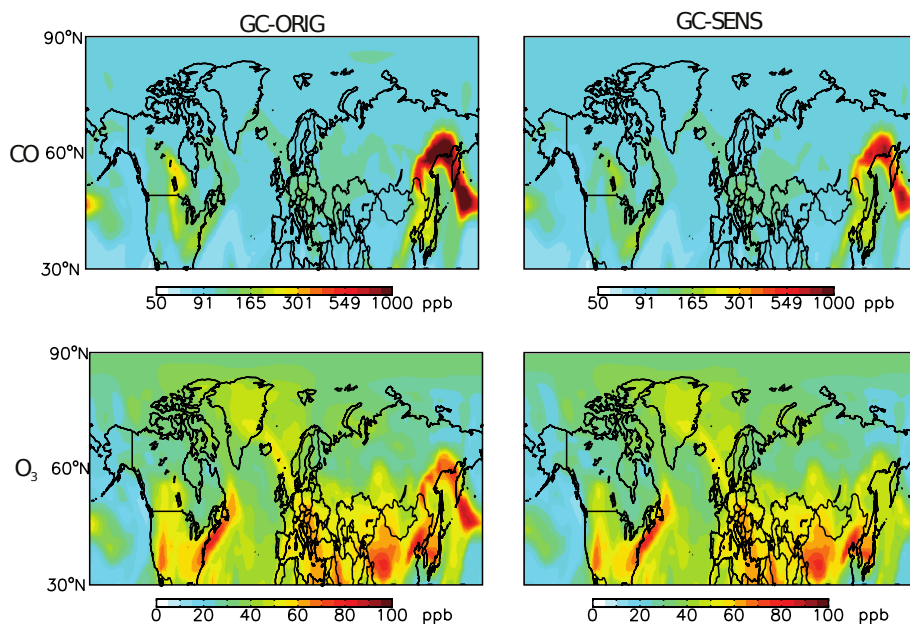 GC-ORIG GC-SENS
90°N
CO 60°N
30°N
50 91 165 301 549 1000 ppb 50 91 165 301 549 1000 ppb
90°N
O₃ 60°N
30°N
0 20 40 60 80 100 ppb 0 20 40 60 80 100 ppb